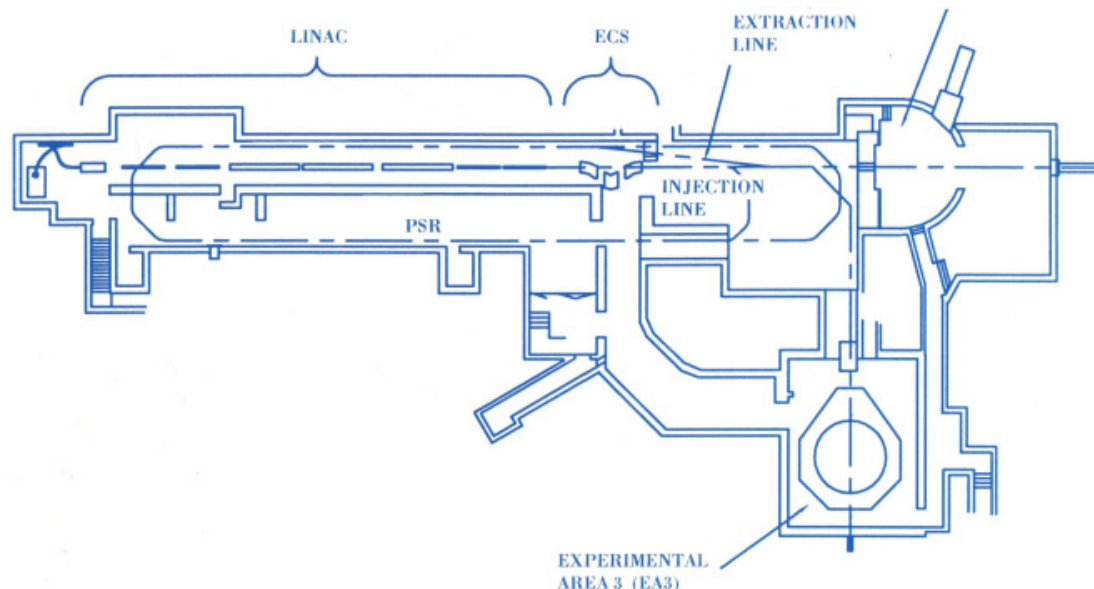 LINAC
ECS
EXTRACTION
LINE
INJECTION
LINE
PSR
EXPERIMENTAL
AREA 3 (EA3)